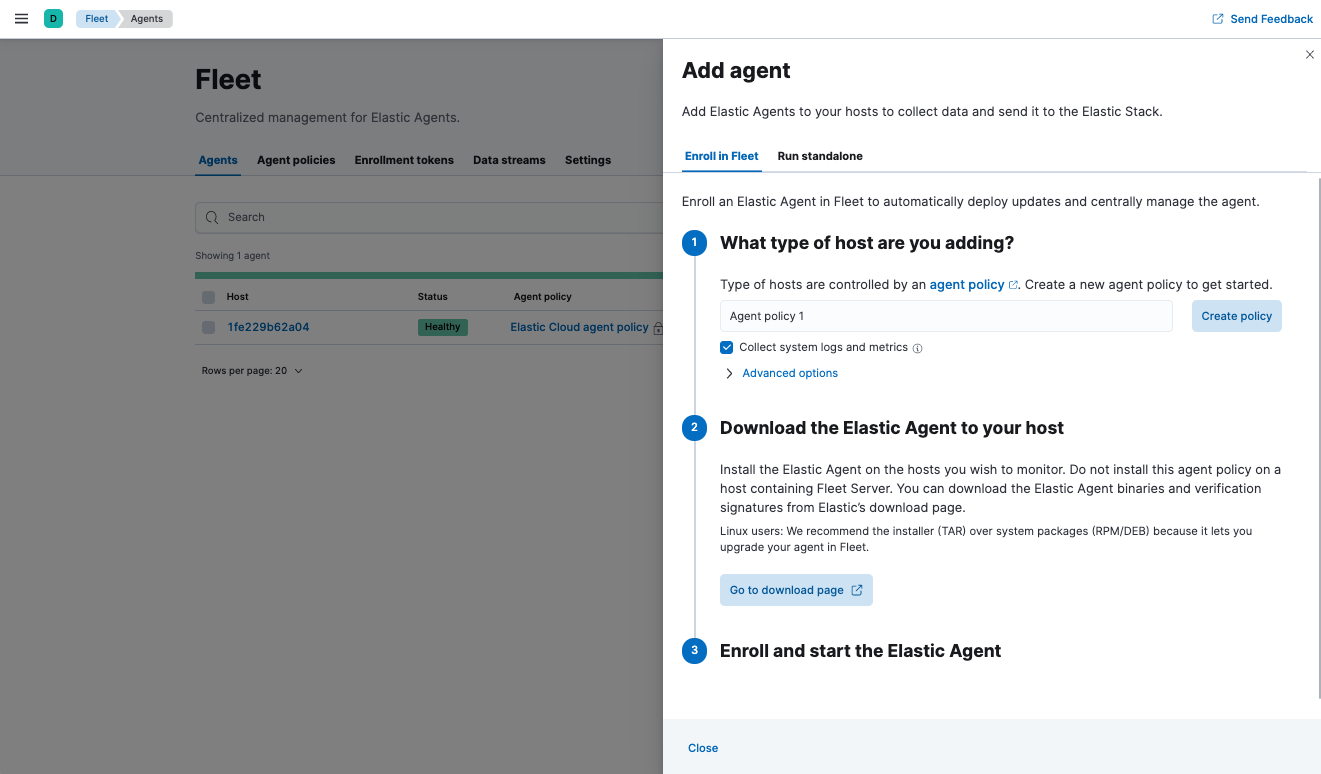 D
Fleet
Agents
Send Feedback
Fleet
Centralized management for Elastic Agents.
Agents
Agent policies
Enrollment tokens
Data streams
Settings
Search
Showing 1 agent
Host
Status
Agent policy
1fe229b62a04
Healthy
Elastic Cloud agent policy
Rows per page: 20
Add agent
Add Elastic Agents to your hosts to collect data and send it to the Elastic Stack.
Enroll in Fleet
Run standalone
Enroll an Elastic Agent in Fleet to automatically deploy updates and centrally manage the agent.
1
What type of host are you adding?
Type of hosts are controlled by an agent policy. Create a new agent policy to get started.
Agent policy 1
Create policy
Collect system logs and metrics
Advanced options
2
Download the Elastic Agent to your host
Install the Elastic Agent on the hosts you wish to monitor. Do not install this agent policy on a
host containing Fleet Server. You can download the Elastic Agent binaries and verification
signatures from Elastic’s download page.
Linux users: We recommend the installer (TAR) over system packages (RPM/DEB) because it lets you
upgrade your agent in Fleet.
Go to download page
3
Enroll and start the Elastic Agent
Close